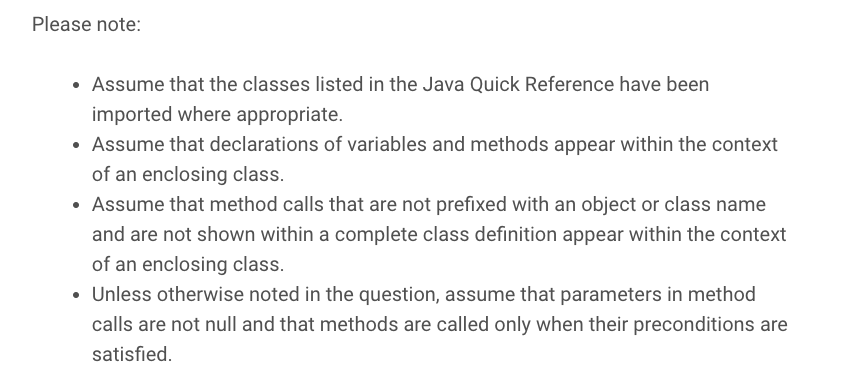 Please note:
• Assume that the classes listed in the Java Quick Reference have been
imported where appropriate.
• Assume that declarations of variables and methods appear within the context
of an enclosing class.
• Assume that method calls that are not prefixed with an object or class name
and are not shown within a complete class definition appear within the context
of an enclosing class.
• Unless otherwise noted in the question, assume that parameters in method
calls are not null and that methods are called only when their preconditions are
satisfied.